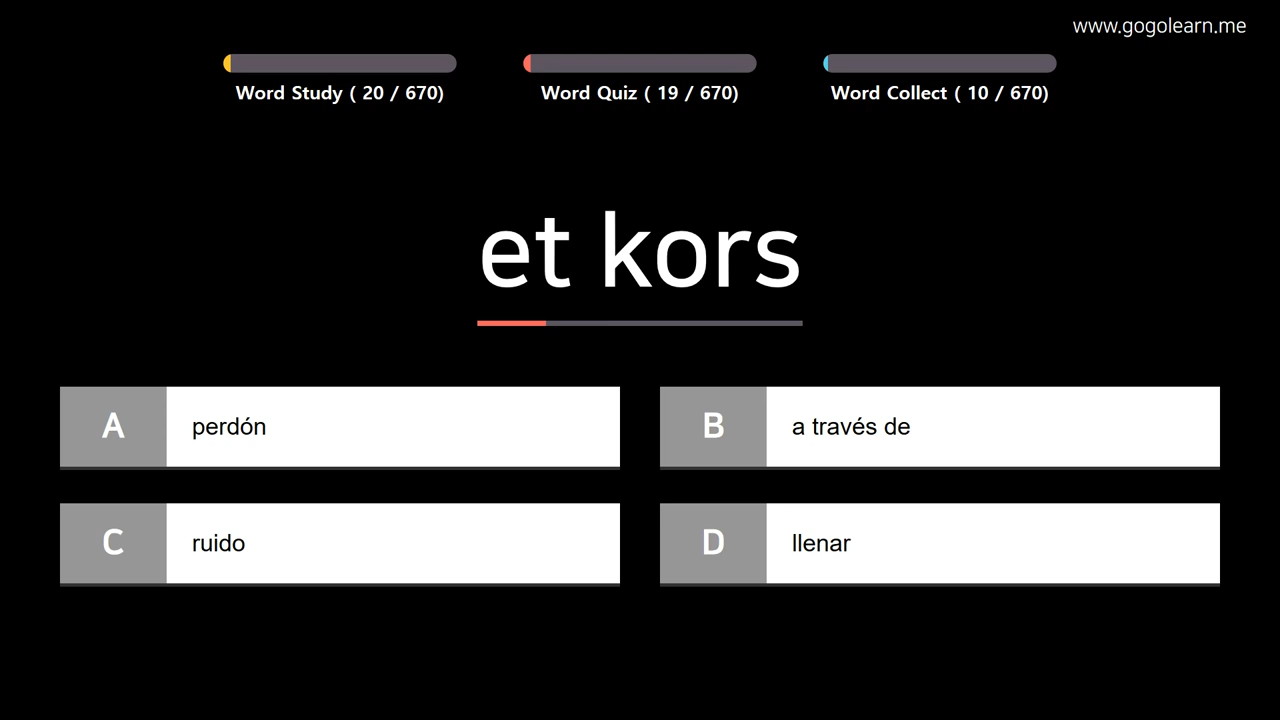 www.gogolearn.me
Word Study ( 20 / 670)
Word Quiz ( 19 / 670)
Word Collect ( 10 / 670)
et kors
A perdón
B a través de
C ruido
D llenar